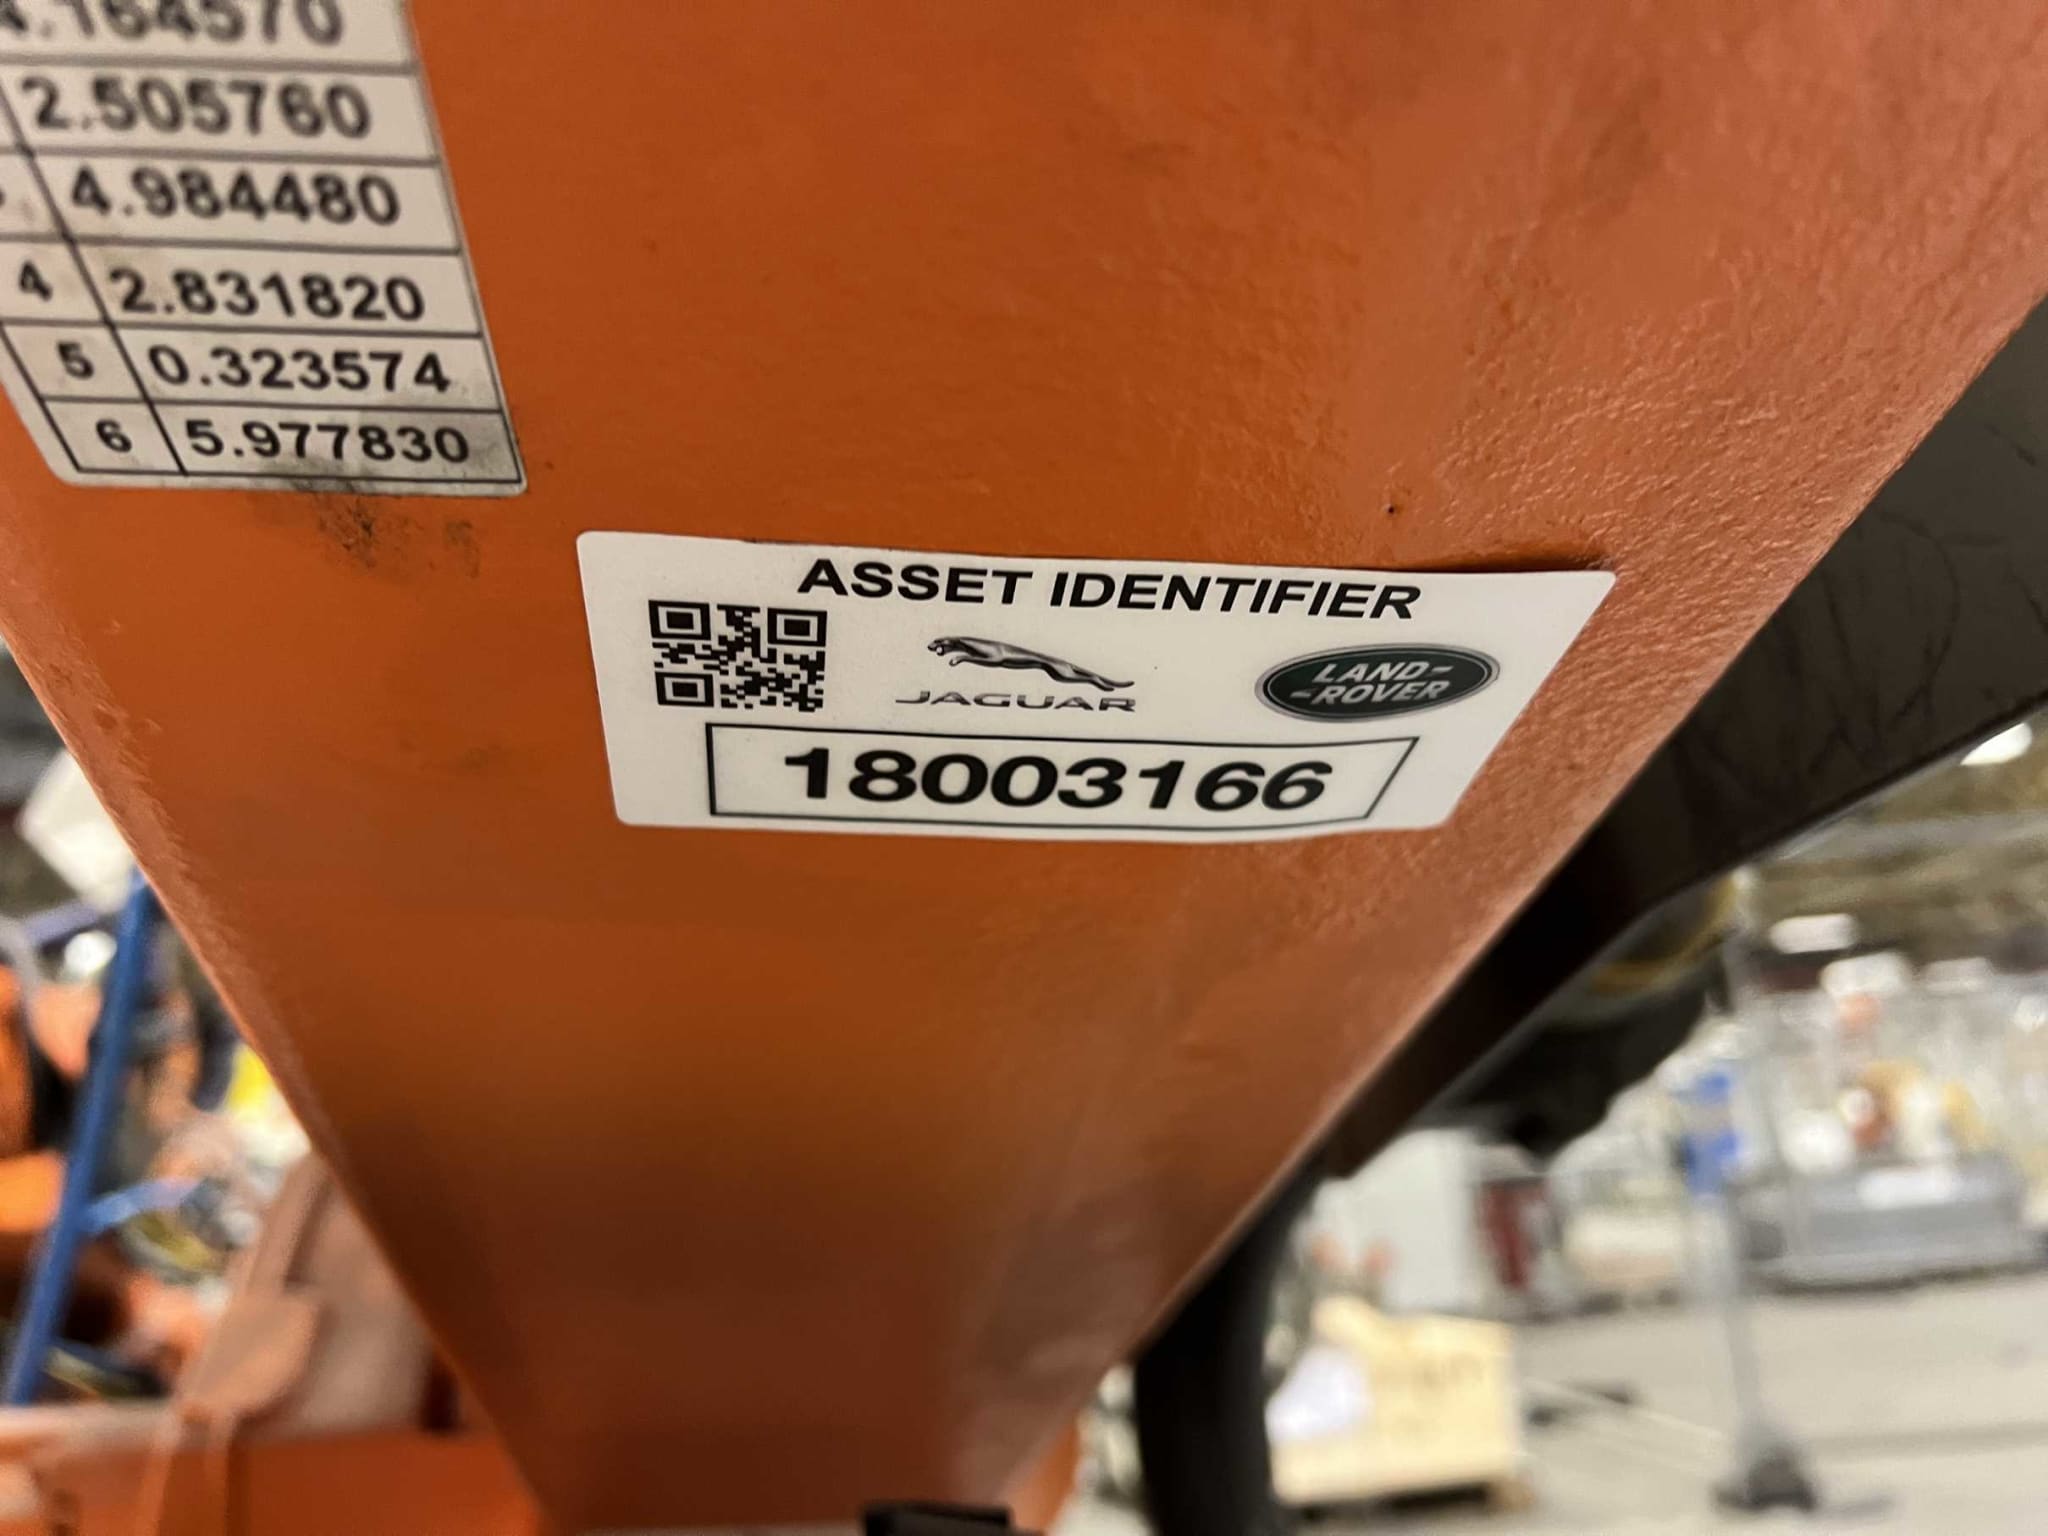 .164570
2.505760
4.984480
4 2.831820
5 0.323574
6 5.977830
ASSET IDENTIFIER
JAGUAR
LAND-
-ROVER
18003166